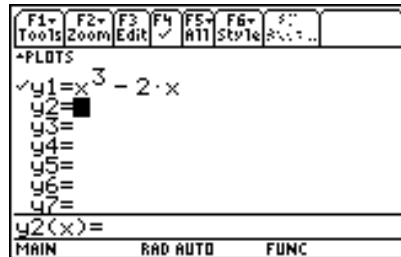 F1▾ F2▾ F3 F4 F5▾ F6▾
Tools Zoom Edit ✓ All Style
▴PLOTS
✓y1=x³ − 2·x
y2=
y3=
y4=
y5=
y6=
y7=
y2(x)=
MAIN RAD AUTO FUNC